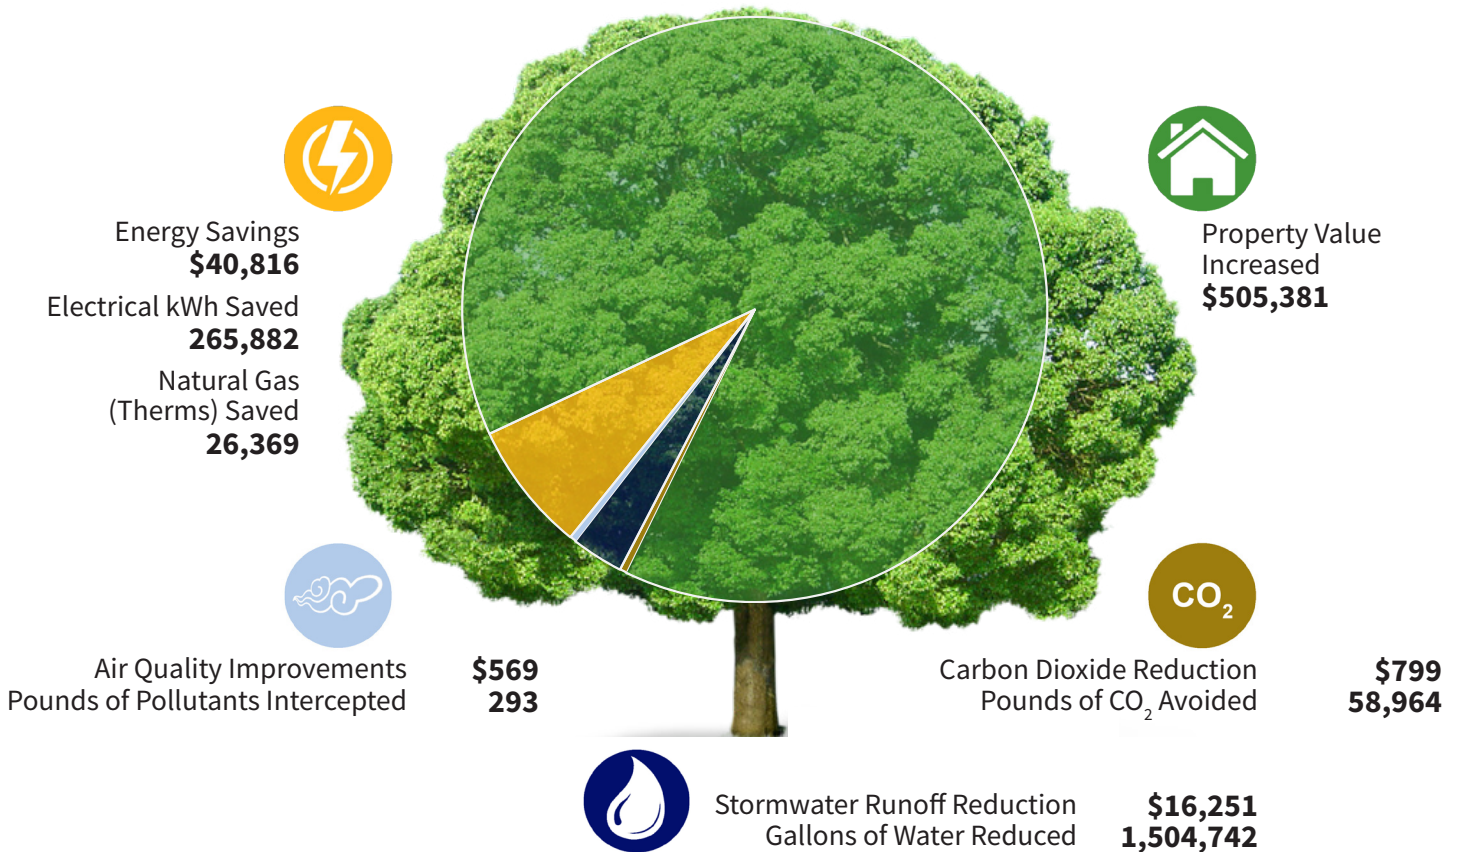 Energy Savings
$40,816
Electrical kWh Saved
265,882
Natural Gas
(Therms) Saved
26,369
Property Value
Increased
$505,381
Air Quality Improvements $569
Pounds of Pollutants Intercepted 293
CO2
Carbon Dioxide Reduction $799
Pounds of CO2 Avoided 58,964
Stormwater Runoff Reduction $16,251
Gallons of Water Reduced 1,504,742